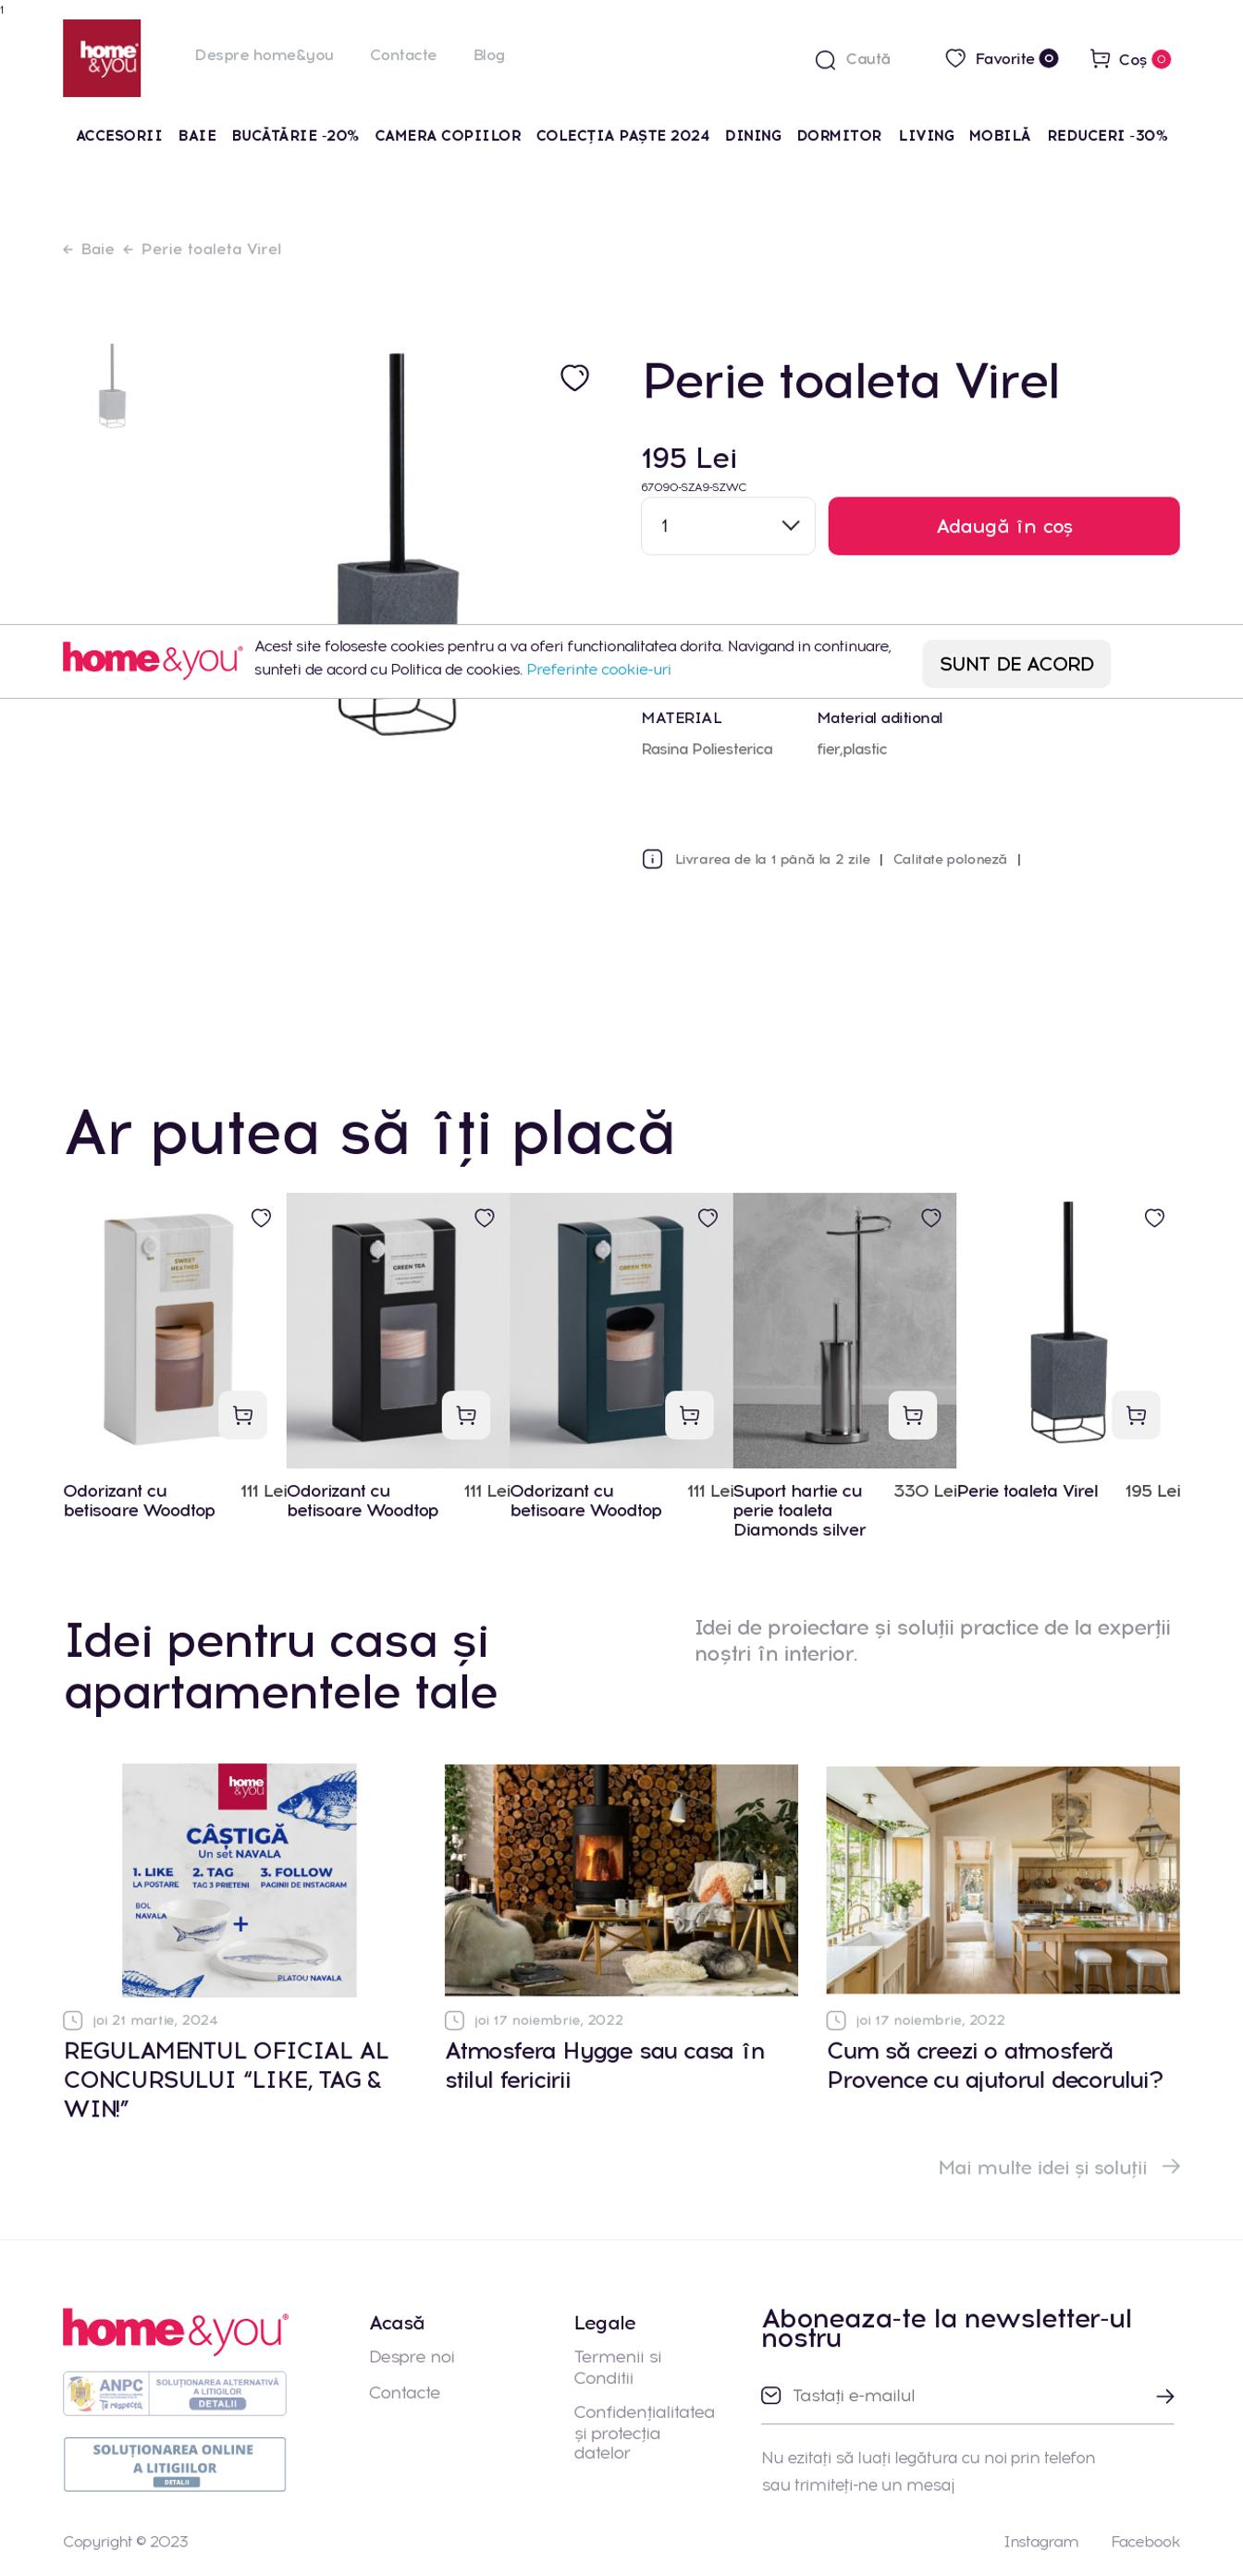 1
home
&you
Despre home&you
Contacte
Blog
Caută
Favorite 0
Coș 0
ACCESORII
BAIE
BUCĂTĂRIE -20%
CAMERA COPIILOR
COLECȚIA PAȘTE 2024
DINING
DORMITOR
LIVING
MOBILĂ
REDUCERI -30%
← Baie ← Perie toaleta Virel
Perie toaleta Virel
195 Lei
67090-SZA9-SZWC
1
Adaugă în coș
home&you®
Acest site foloseste cookies pentru a va oferi functionalitatea dorita. Navigand in continuare,
sunteti de acord cu Politica de cookies. Preferinte cookie-uri
SUNT DE ACORD
MATERIAL
Material aditional
Rasina Poliesterica
fier,plastic
Livrarea de la 1 până la 2 zile | Calitate poloneză |
Ar putea să îți placă
SWEET
HEATHER
GREEN TEA
GREEN TEA
Odorizant cu
betisoare Woodtop
111 Lei
Odorizant cu
betisoare Woodtop
111 Lei
Odorizant cu
betisoare Woodtop
111 Lei
Suport hartie cu
perie toaleta
Diamonds silver
330 Lei
Perie toaleta Virel
195 Lei
Idei pentru casa și
apartamentele tale
Idei de proiectare și soluții practice de la experții
noștri în interior.
home
&you
CÂȘTIGĂ
Un set NAVALA
1. LIKE
LA POSTARE
2. TAG
TAG 3 PRIETENI
3. FOLLOW
PAGINII DE INSTAGRAM
BOL
NAVALA
+
PLATOU NAVALA
joi 21 martie, 2024
REGULAMENTUL OFICIAL AL
CONCURSULUI “LIKE, TAG &
WIN!”
joi 17 noiembrie, 2022
Atmosfera Hygge sau casa în
stilul fericirii
joi 17 noiembrie, 2022
Cum să creezi o atmosferă
Provence cu ajutorul decorului?
Mai multe idei și soluții →
home&you®
ANPC
Te respectă
SOLUȚIONAREA ALTERNATIVĂ
A LITIGILOR
DETALII
SOLUȚIONAREA ONLINE
A LITIGIILOR
DETALII
Acasă
Despre noi
Contacte
Legale
Termenii si
Conditii
Confidențialitatea
și protecția
datelor
Aboneaza-te la newsletter-ul
nostru
Tastați e-mailul
Nu ezitați să luați legătura cu noi prin telefon
sau trimiteți-ne un mesaj
Copyright © 2023
Instagram
Facebook